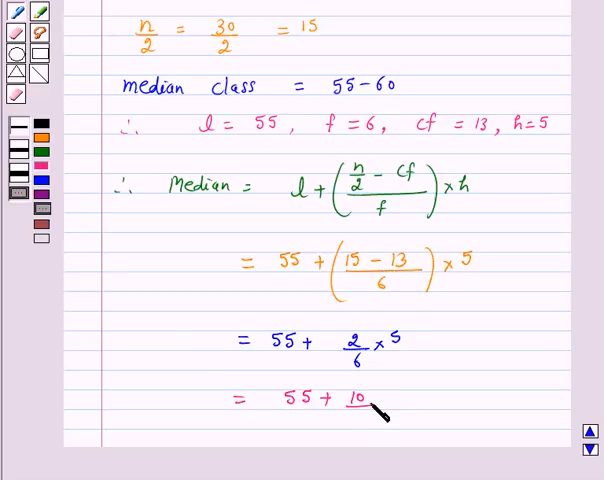 n/2 = 30/2 = 15
median class = 55-60
∴ l = 55, f = 6, cf = 13, h=5
∴ Median = l + ( (n/2 - cf) / f ) × h
= 55 + ( (15 - 13) / 6 ) × 5
= 55 + 2/6 × 5
= 55 + 10